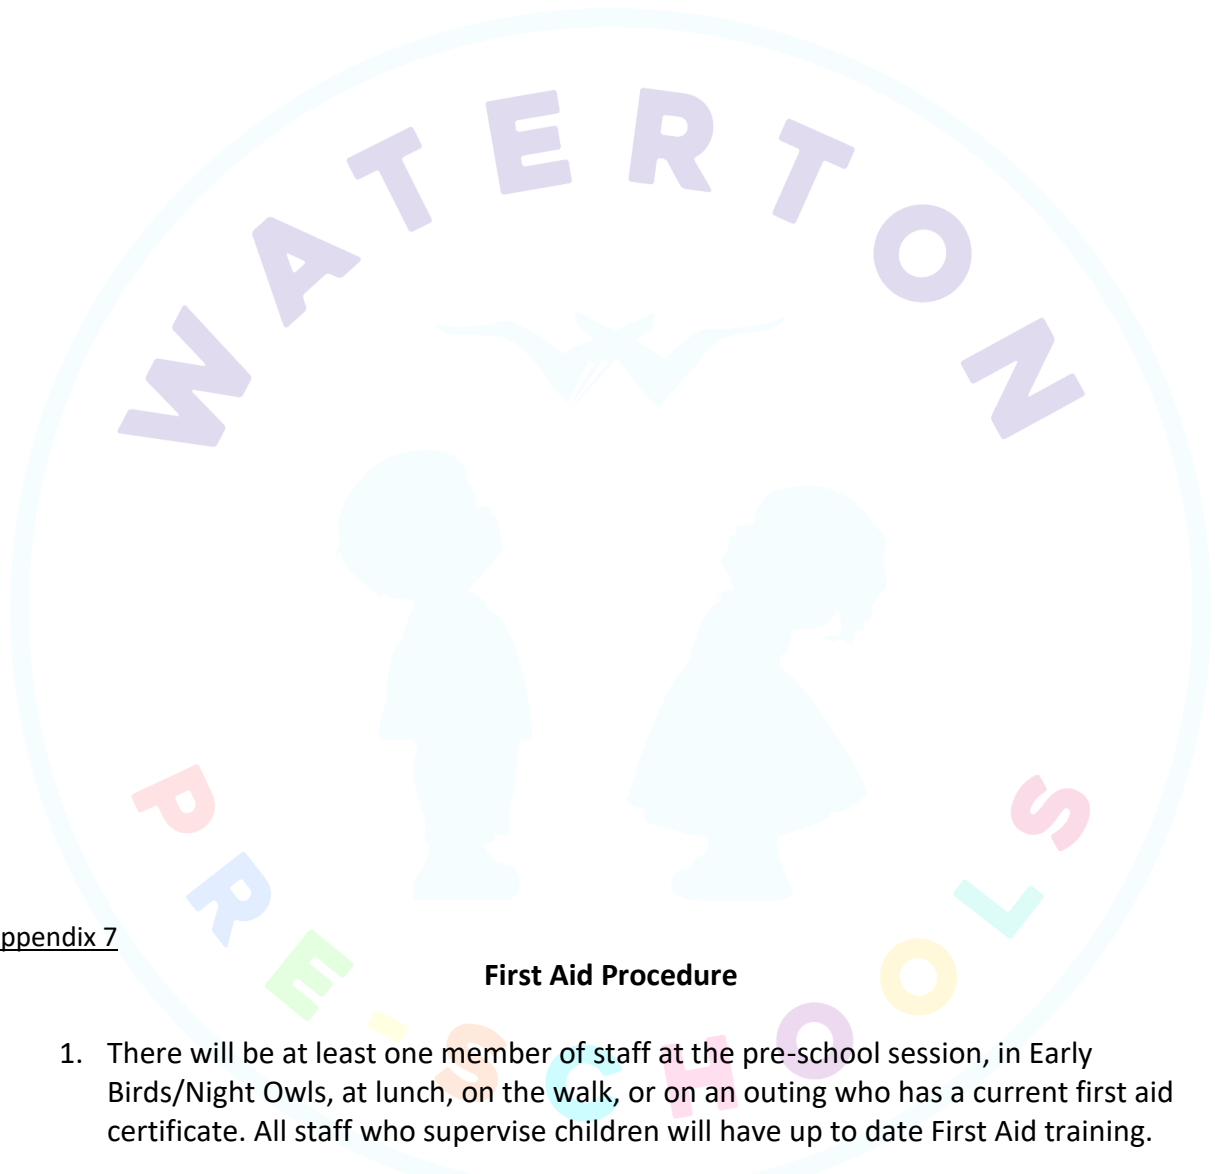 WATERTON
ppendix 7
First Aid Procedure
1. There will be at least one member of staff at the pre-school session, in Early
Birds/Night Owls, at lunch, on the walk, or on an outing who has a current first aid
certificate. All staff who supervise children will have up to date First Aid training.
PRE-SCHOOLS